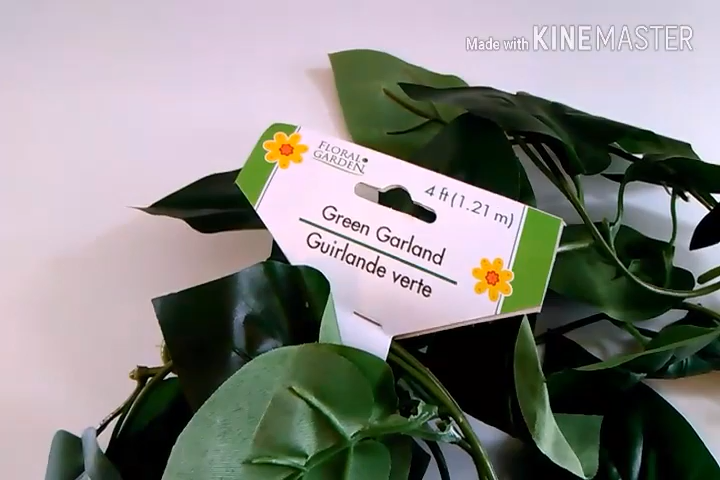 Made with KINEMASTER
FLORAL
GARDEN
4 ft (1.21 m)
Green Garland
Guirlande verte